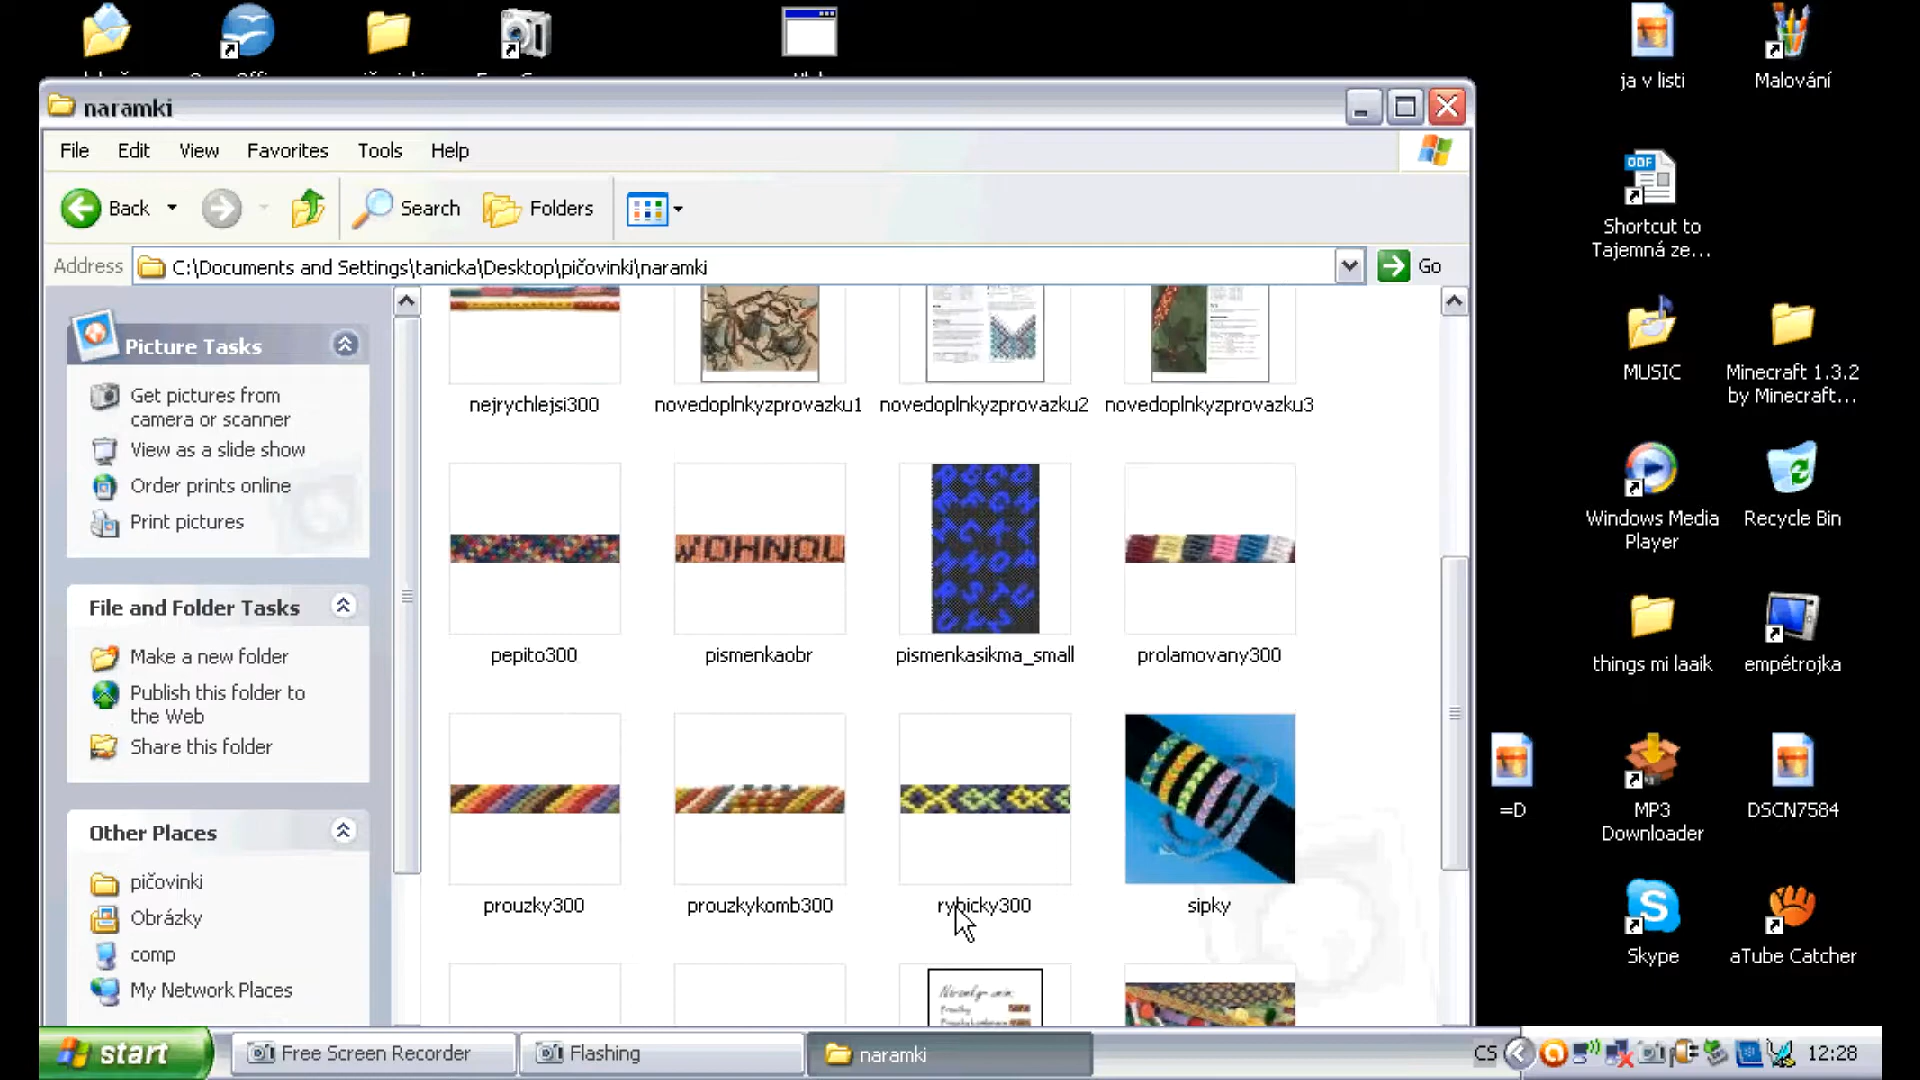 ja v listi
Malování
naramki
File Edit View Favorites Tools Help
Back Search Folders
Address C:\Documents and Settings\tanicka\Desktop\pičovinki\naramki Go
ODF
Shortcut to
Tajemná ze...
MUSIC
Minecraft 1.3.2
by Minecraft...
Windows Media
Player
Recycle Bin
things mi laaik
empétrojka
=D
MP3
Downloader
DSCN7584
Skype
aTube Catcher
Picture Tasks
Get pictures from
camera or scanner
View as a slide show
Order prints online
Print pictures
File and Folder Tasks
Make a new folder
Publish this folder to
the Web
Share this folder
Other Places
pičovinki
Obrázky
comp
My Network Places
nejrychlejsi300
novedoplnkyzprovazku1
novedoplnkyzprovazku2
novedoplnkyzprovazku3
WOHNOU
pepito300
pismenkaobr
pismenkasikma_small
prolamovany300
prouzky300
prouzkykomb300
rybicky300
sipky
start
Free Screen Recorder
Flashing
naramki
CS
12:28